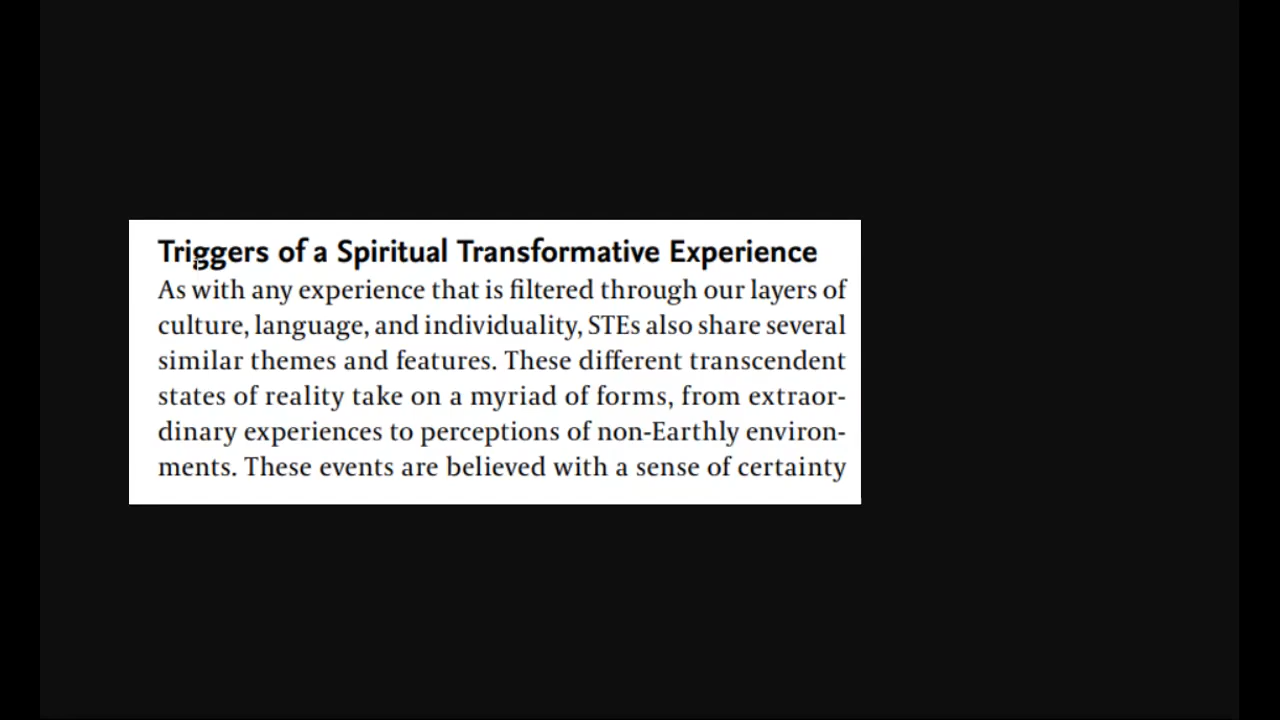 Triggers of a Spiritual Transformative Experience
As with any experience that is filtered through our layers of
culture, language, and individuality, STEs also share several
similar themes and features. These different transcendent
states of reality take on a myriad of forms, from extraor-
dinary experiences to perceptions of non-Earthly environ-
ments. These events are believed with a sense of certainty